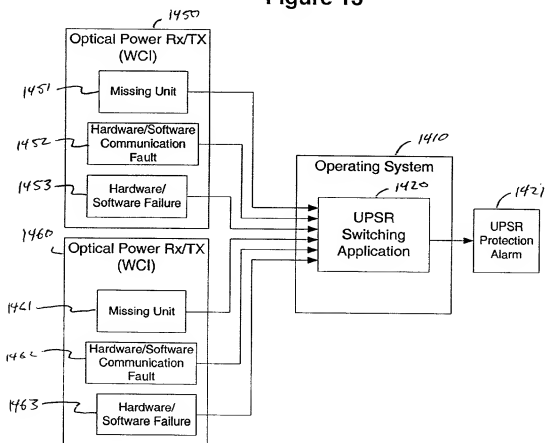 Figure 15
1450
Optical Power Rx/TX
(WCI)
1451
Missing Unit
1452
Hardware/Software
Communication
Fault
1453
Hardware/
Software Failure
1410
Operating System
1420
UPSR
Switching
Application
1421
UPSR
Protection
Alarm
1460
Optical Power Rx/TX
(WCI)
1461
Missing Unit
1462
Hardware/Software
Communication
Fault
1463
Hardware/
Software Failure